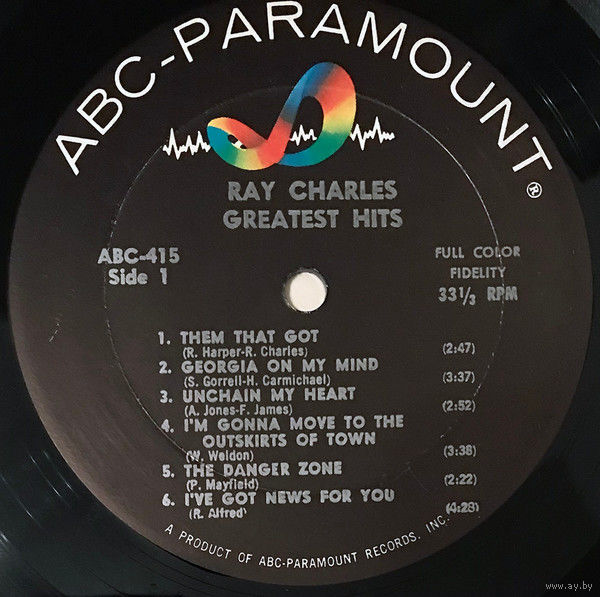 ABC-PARAMOUNT®
RAY CHARLES
GREATEST HITS
ABC-415
Side 1
FULL COLOR
FIDELITY
33 1/3 RPM
1. THEM THAT GOT
(R. Harper-R. Charles) (2:47)
2. GEORGIA ON MY MIND
(S. Gorrell-H. Carmichael) (3:37)
3. UNCHAIN MY HEART
(A. Jones-F. James) (2:52)
4. I'M GONNA MOVE TO THE
OUTSKIRTS OF TOWN
(W. Weldon) (3:38)
5. THE DANGER ZONE
(P. Mayfield) (2:22)
6. I'VE GOT NEWS FOR YOU
(R. Alfred) (4:28)
A PRODUCT OF ABC-PARAMOUNT RECORDS, INC.
www.ay.by